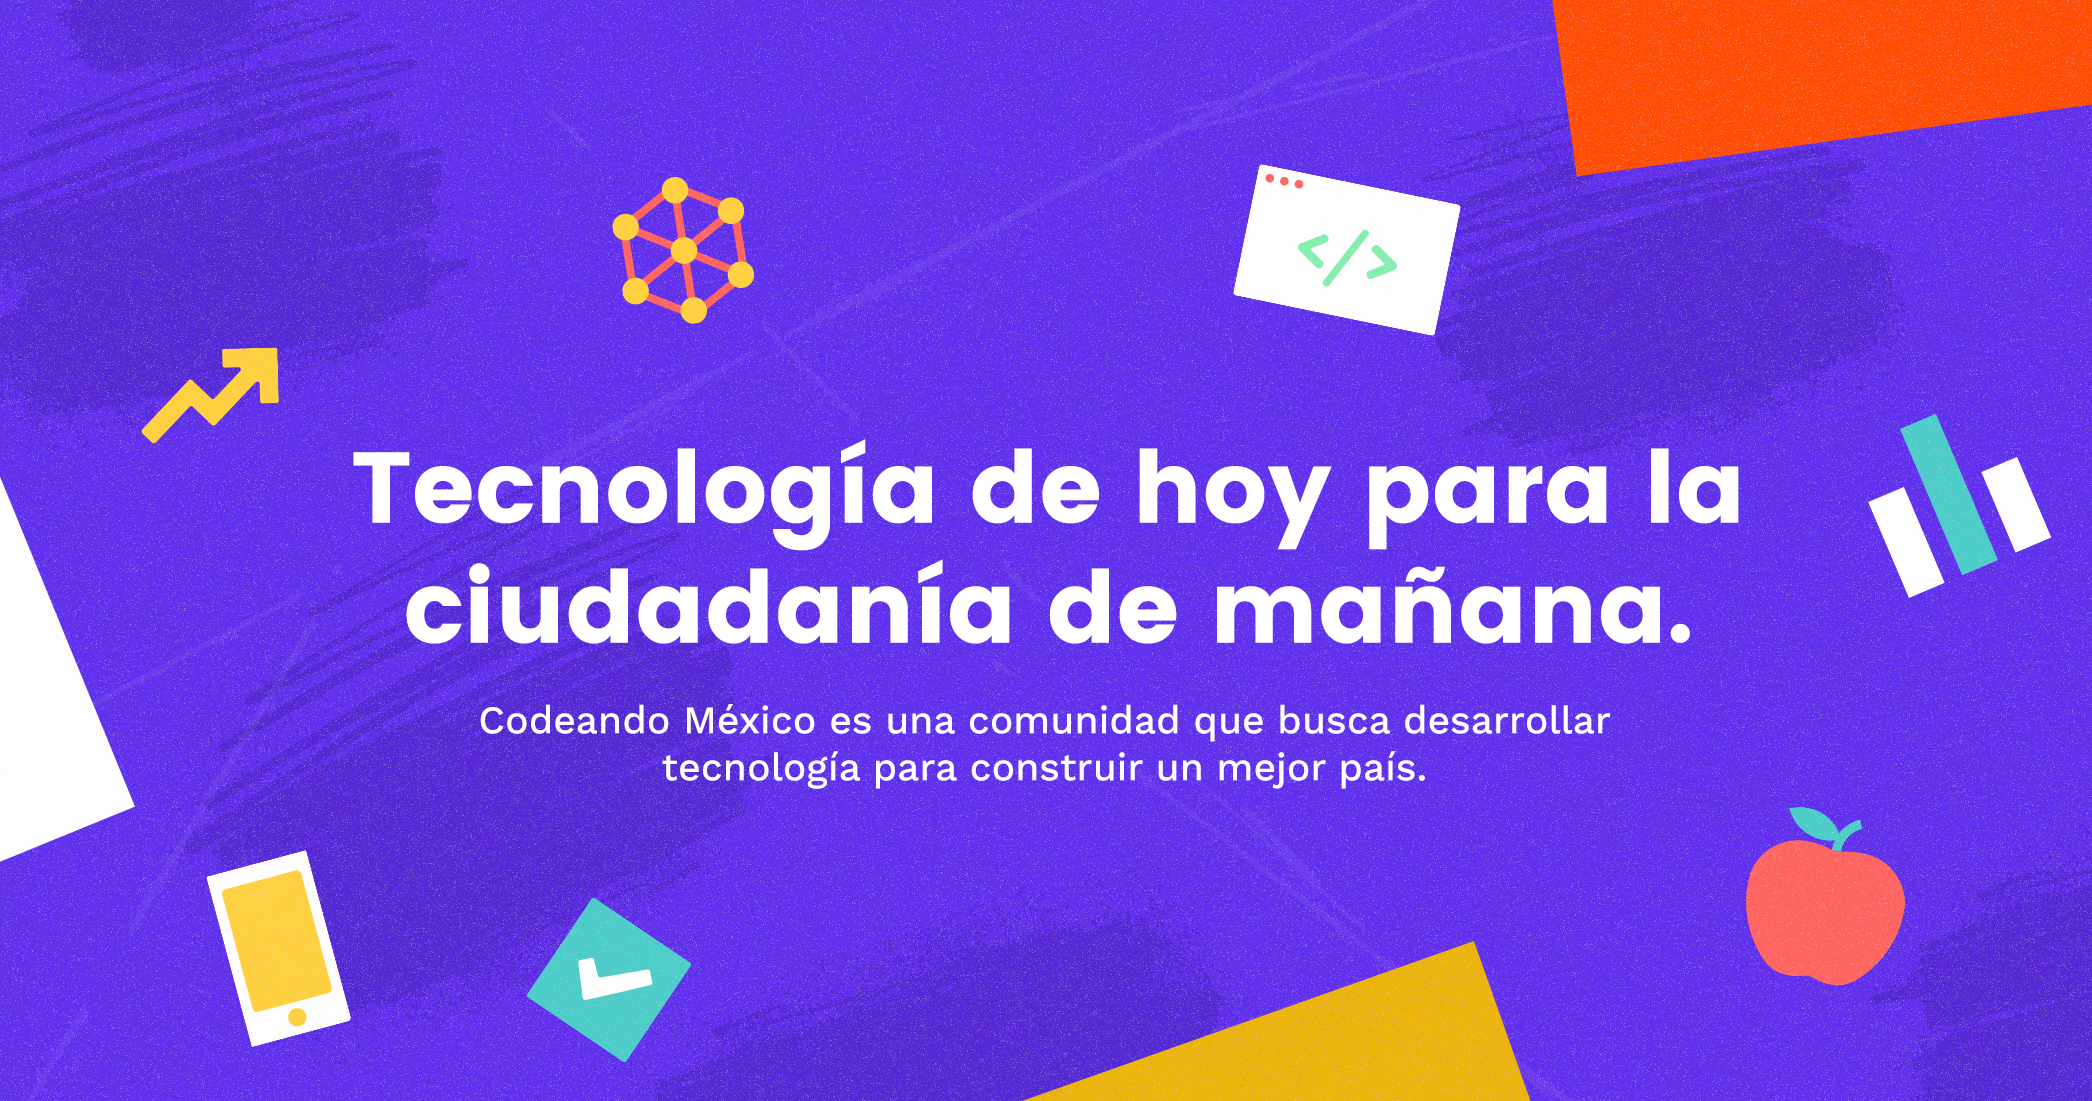 Tecnología de hoy para la
ciudadanía de mañana.
Codeando México es una comunidad que busca desarrollar
tecnología para construir un mejor país.